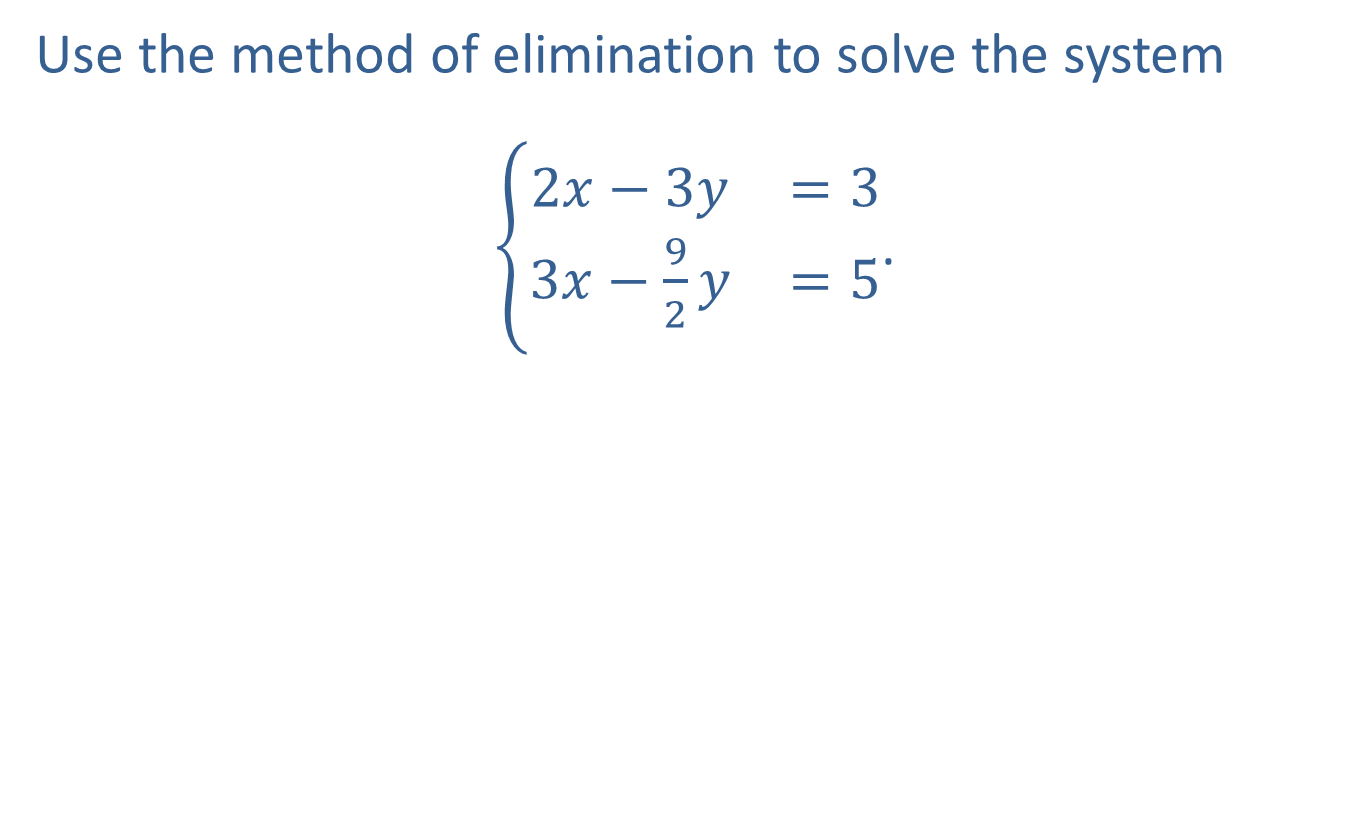 Use the method of elimination to solve the system
2x − 3y = 3
3x − 9/2 y = 5.